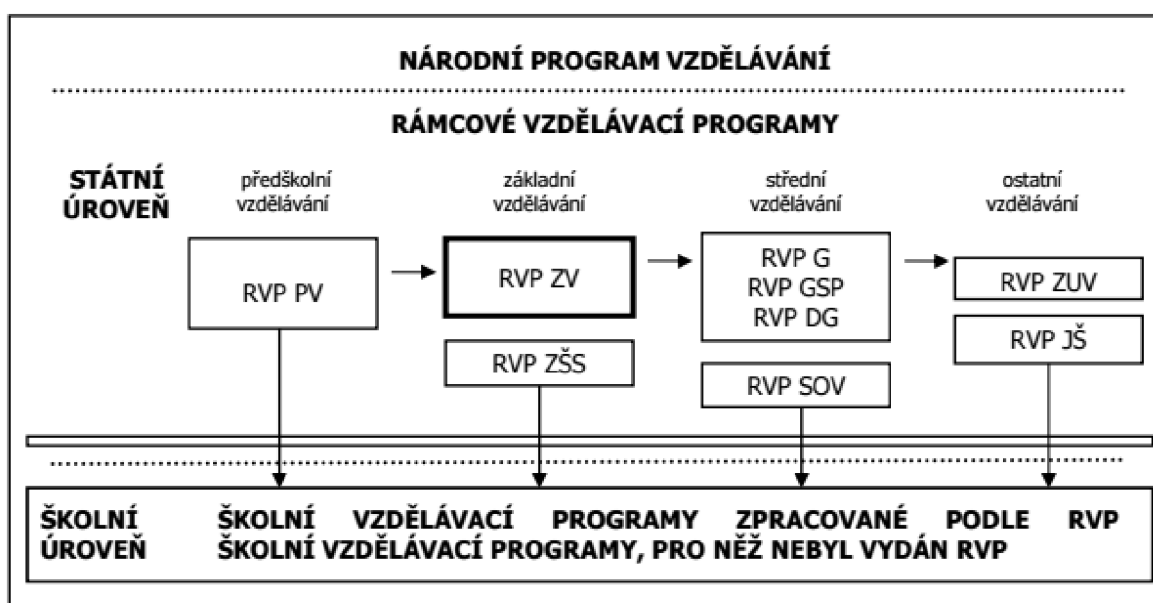 NÁRODNÍ PROGRAM VZDĚLÁVÁNÍ
RÁMCOVÉ VZDĚLÁVACÍ PROGRAMY
STÁTNÍ
ÚROVEŇ
předškolní
vzdělávání
základní
vzdělávání
střední
vzdělávání
ostatní
vzdělávání
RVP PV
RVP ZV
RVP ZŠS
RVP G
RVP GSP
RVP DG
RVP SOV
RVP ZUV
RVP JŠ
ŠKOLNÍ
ÚROVEŇ
ŠKOLNÍ VZDĚLÁVACÍ PROGRAMY ZPRACOVANÉ PODLE RVP
ŠKOLNÍ VZDĚLÁVACÍ PROGRAMY, PRO NĚŽ NEBYL VYDÁN RVP